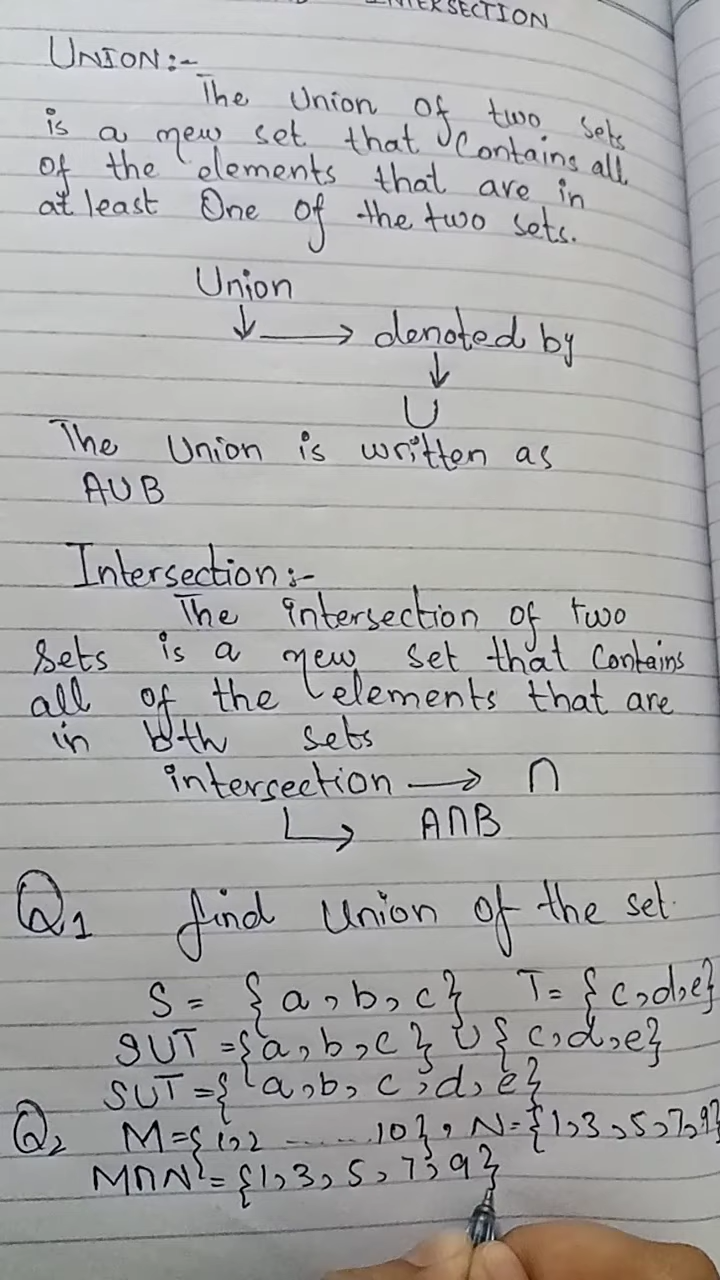 INTERSECTION
UNION:-
The Union of two sets
is a new set that Contains all
of the elements that are in
at least One of the two sets.
Union
↓ → denoted by
↓
U
The Union is written as
AUB
Intersection:-
The intersection of two
Sets is a new set that Contains
all of the elements that are
in both sets
intersection → ∩
↳ A∩B
Q1 find Union of the set.
S = {a, b, c} T = {c, d, e}
SUT = {a, b, c} U {c, d, e}
SUT = {a, b, c, d, e}
Q2 M = {1, 2 ...... 10}, N = {1, 3, 5, 7, 9}
M∩N = {1, 3, 5, 7, 9}